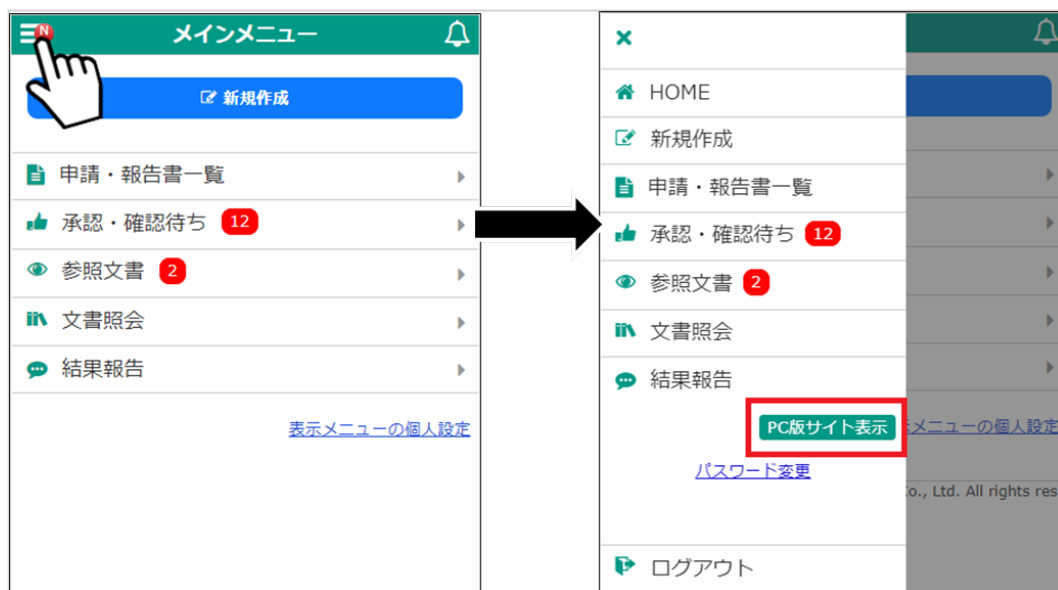 N
メインメニュー
新規作成
申請・報告書一覧
承認・確認待ち 12
参照文書 2
文書照会
結果報告
表示メニューの個人設定
HOME
新規作成
申請・報告書一覧
承認・確認待ち 12
参照文書 2
文書照会
結果報告
PC版サイト表示
メニューの個人設定
パスワード変更
o., Ltd. All rights res
ログアウト